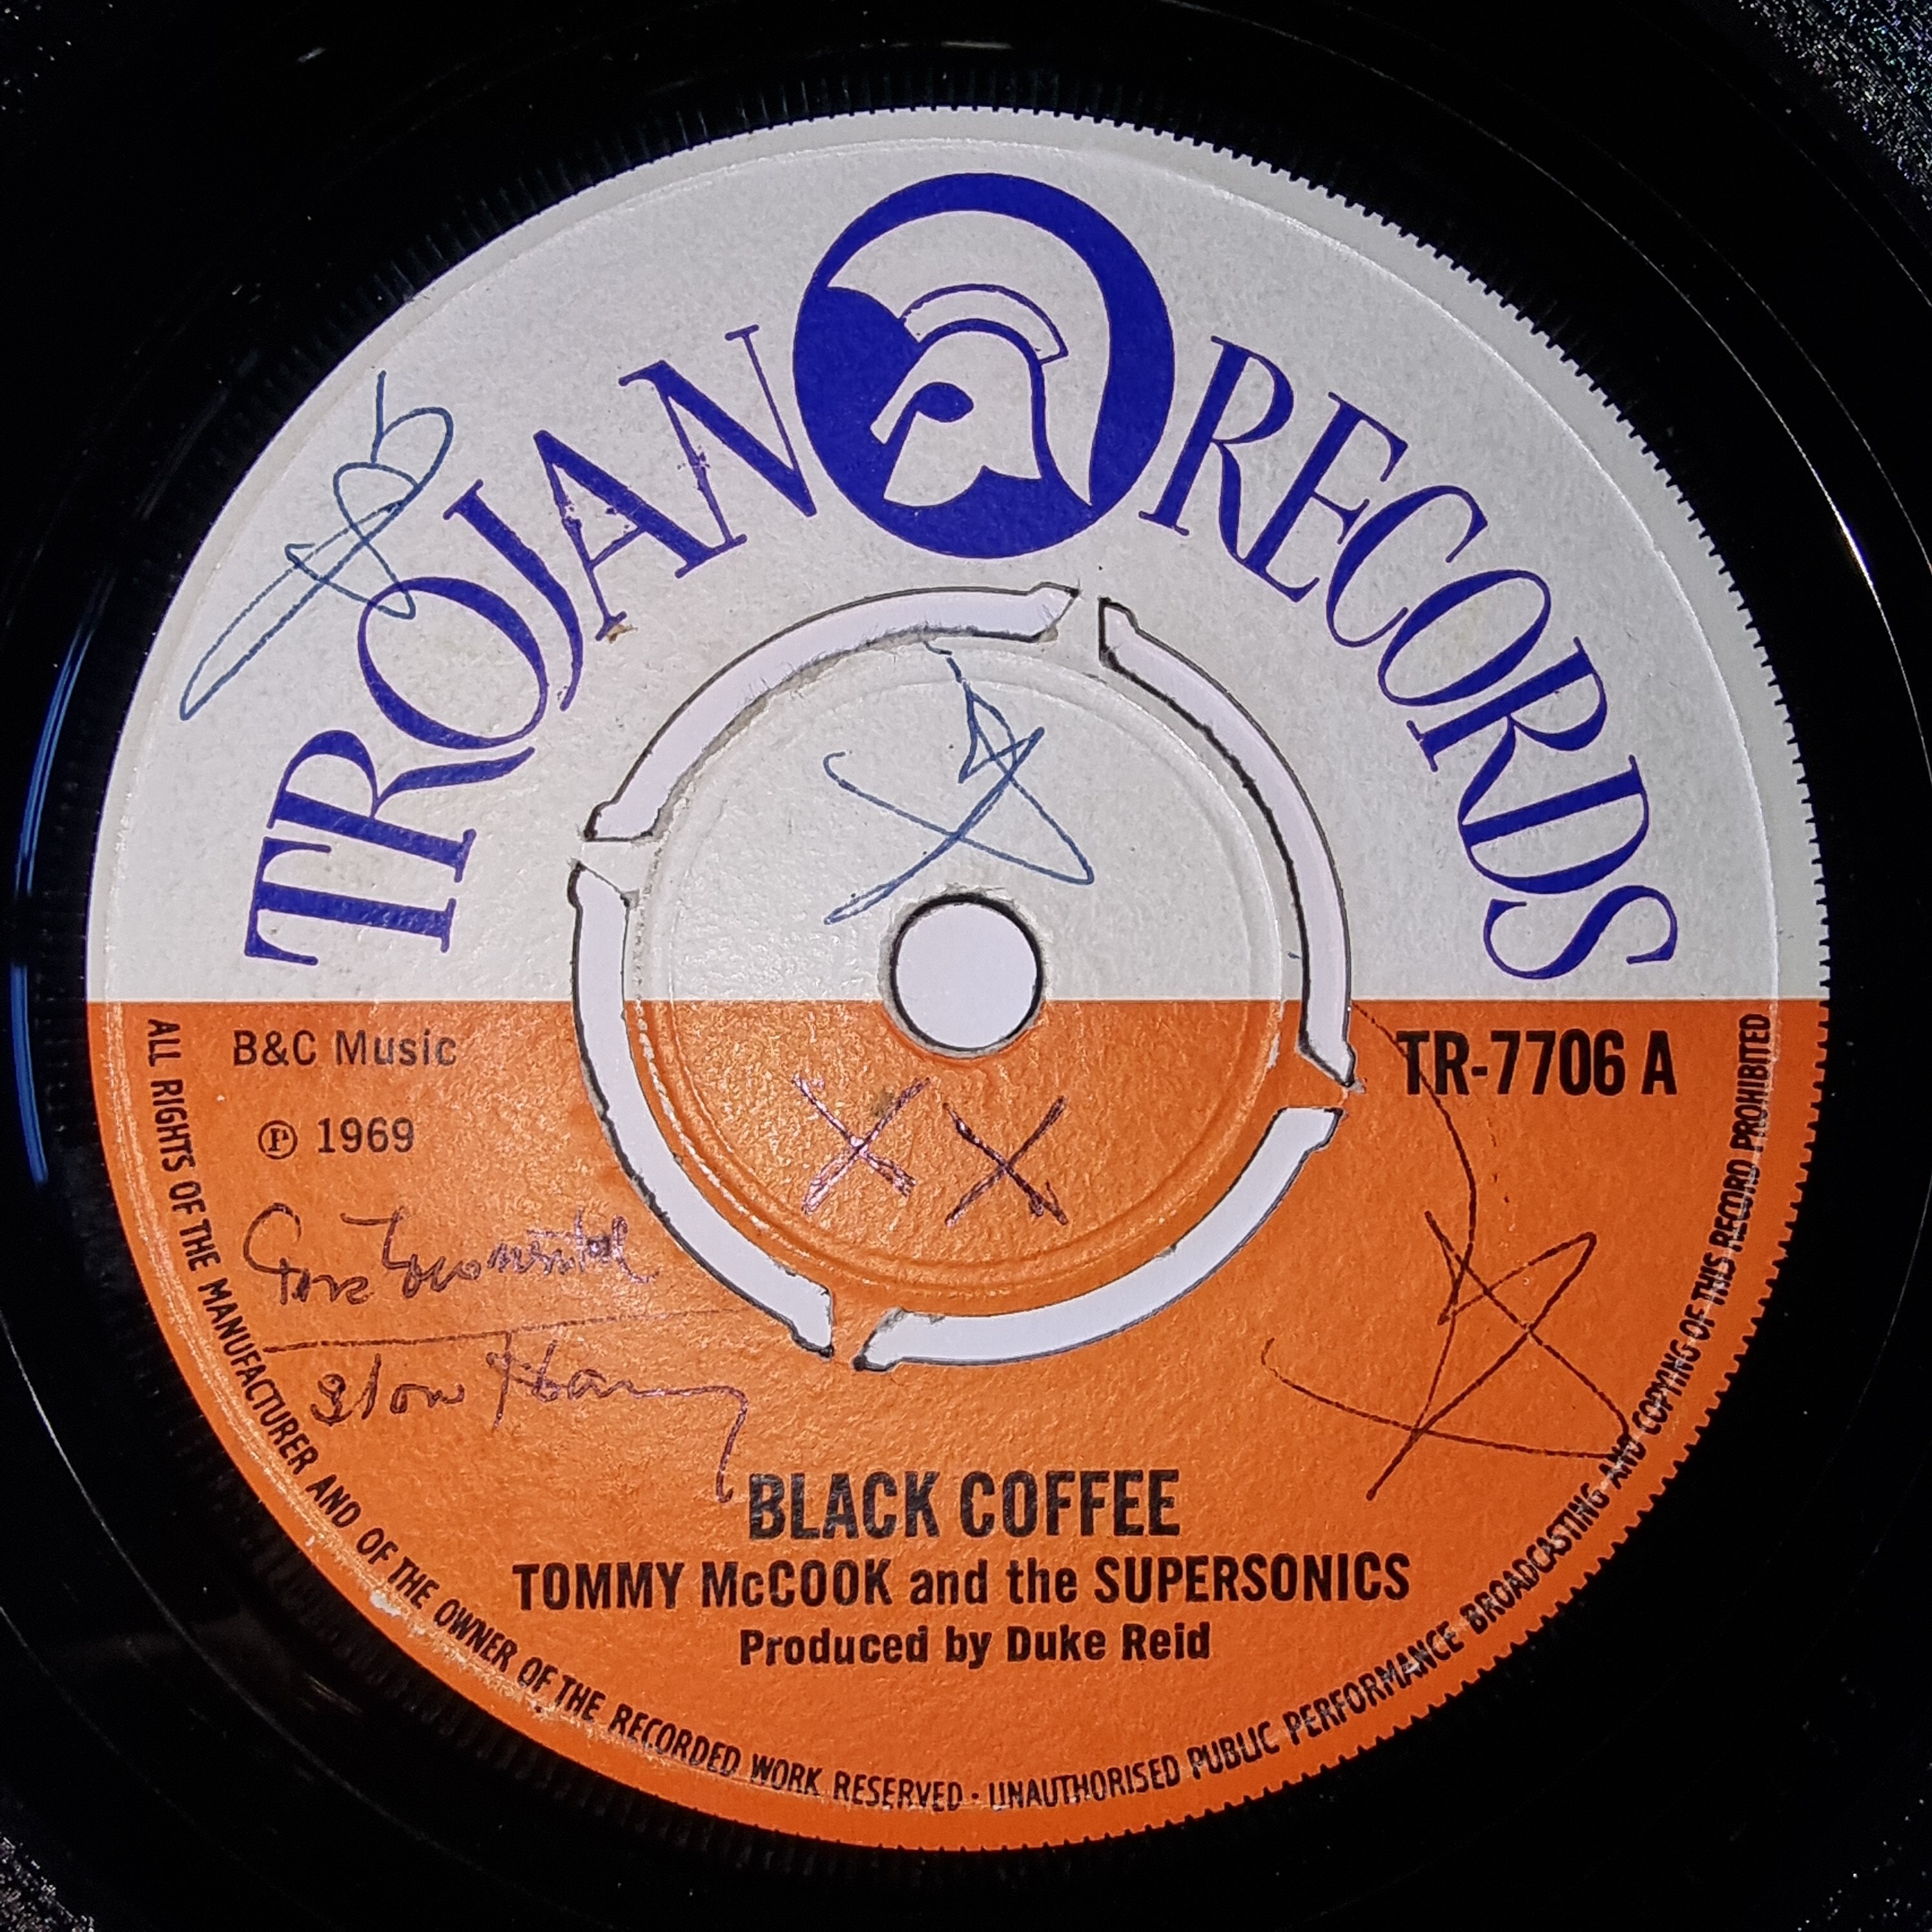 TROJAN RECORDS
B&C Music
TR-7706 A
℗ 1969
XX
BLACK COFFEE
TOMMY McCOOK and the SUPERSONICS
Produced by Duke Reid
ALL RIGHTS OF THE MANUFACTURER AND OF THE OWNER OF THE RECORDED WORK RESERVED · UNAUTHORISED PUBLIC PERFORMANCE BROADCASTING AND COPYING OF THIS RECORD PROHIBITED